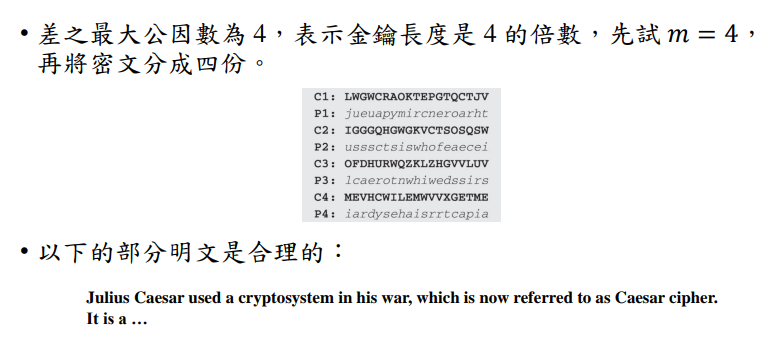 • 差之最大公因數為 4，表示金鑰長度是 4 的倍數，先試 m = 4，
再將密文分成四份。
C1: LWGWCRAOKTEPGTQCTJV
P1: jueuapymircneroarht
C2: IGGGQHGWGKVCTSOSQSW
P2: usssctsiswhofeaecei
C3: OFDHURWQZKLZHGVVLUV
P3: lcaerotnwhiwedssirs
C4: MEVHCWILEMWVVXGETME
P4: iardysehaisrrtcapia
• 以下的部分明文是合理的：
Julius Caesar used a cryptosystem in his war, which is now referred to as Caesar cipher.
It is a …